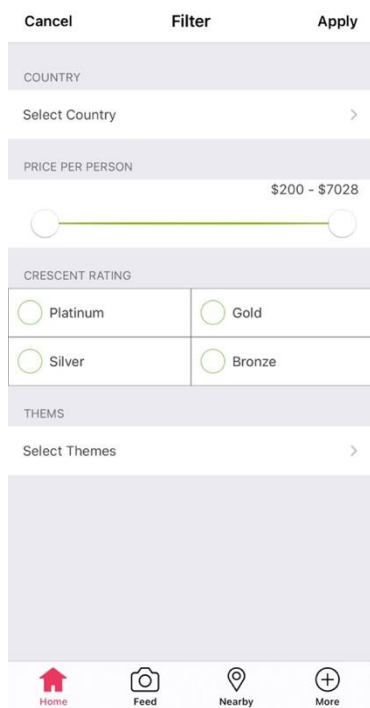 Cancel Filter Apply
COUNTRY
Select Country
PRICE PER PERSON
$200 - $7028
CRESCENT RATING
Platinum Gold
Silver Bronze
THEMS
Select Themes
Home Feed Nearby More